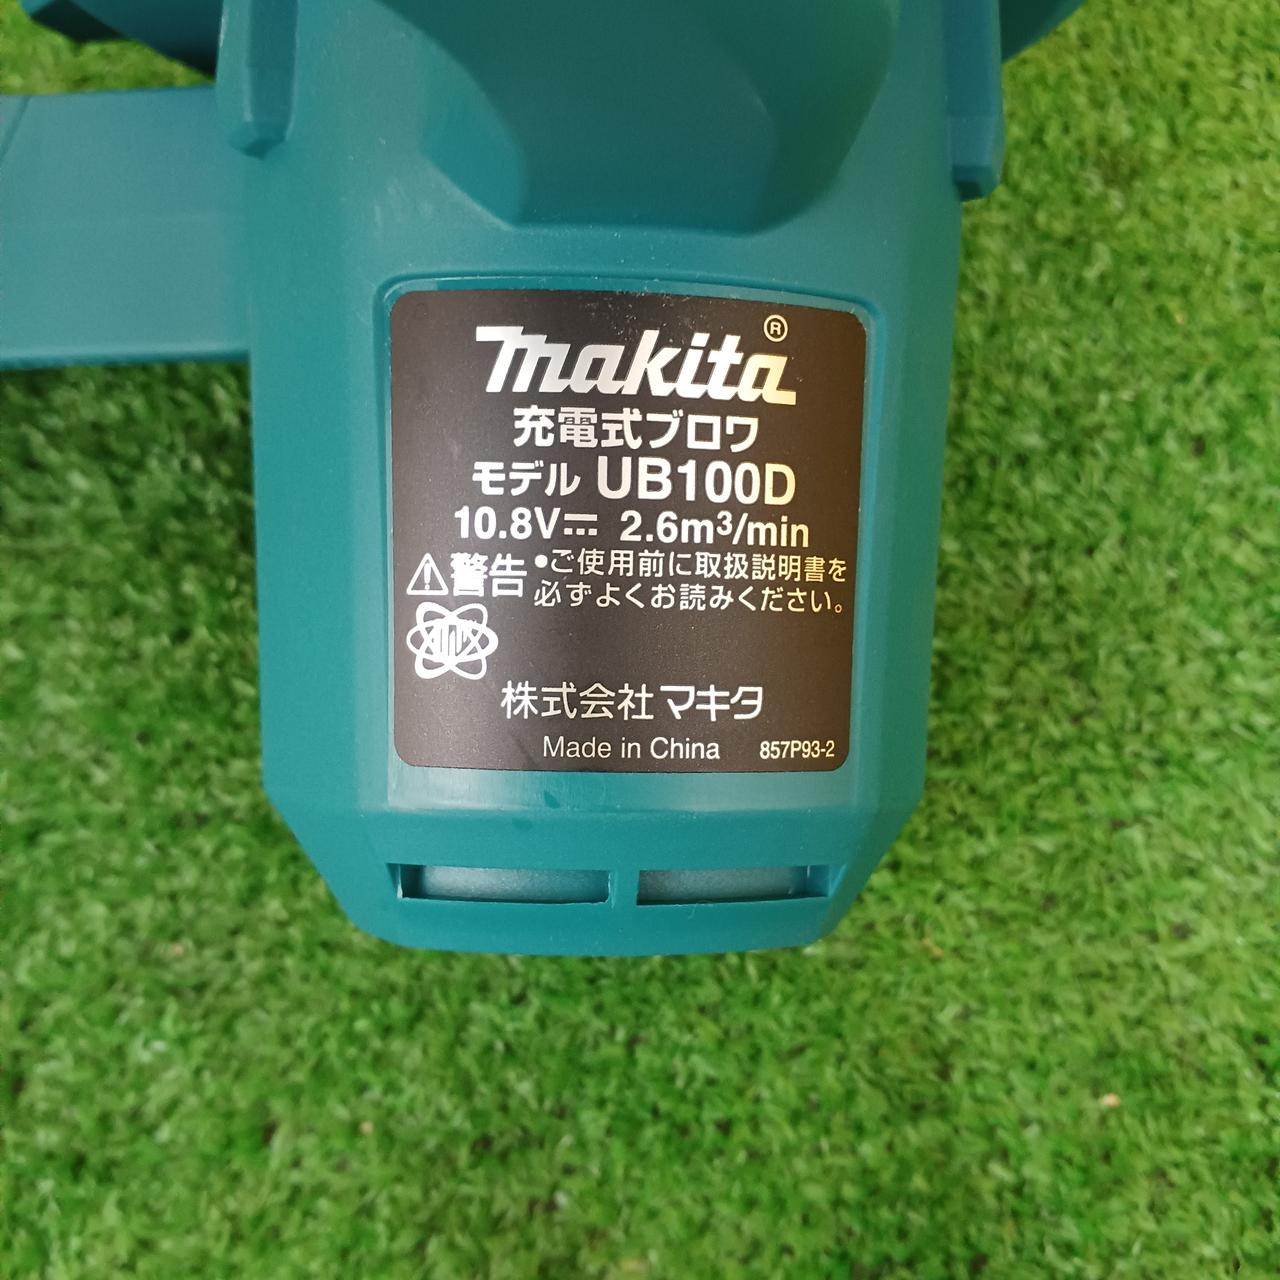 makita®
充電式ブロワ
モデル UB100D
10.8V⎓ 2.6m³/min
⚠警告 •ご使用前に取扱説明書を
必ずよくお読みください。
株式会社マキタ
Made in China 857P93-2